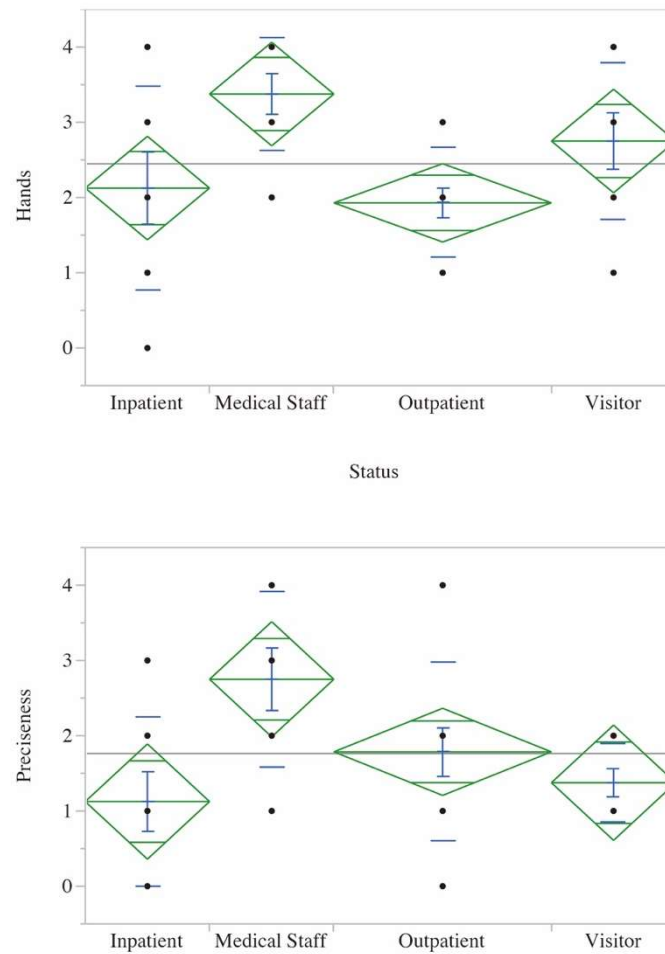 4
3
2
1
0
Hands
Inpatient Medical Staff Outpatient Visitor
Status
4
3
2
1
0
Preciseness
Inpatient Medical Staff Outpatient Visitor